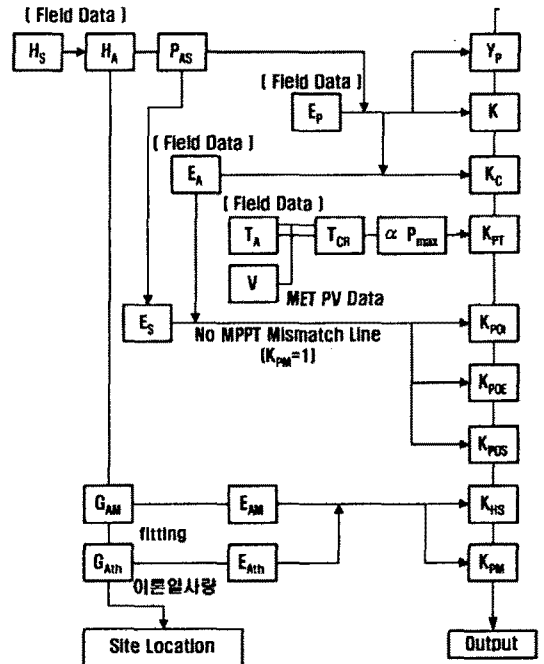 ( Field Data )
H_S H_A P_AS Y_P
( Field Data )
E_P K
( Field Data )
E_A K_C
( Field Data )
T_A T_CR α P_max K_PT
V
MET PV Data
E_S K_POI
No MPPT Mismatch Line
(K_PM=1)
K_POE
K_POS
G_AM E_AM K_HS
fitting
G_Ath E_Ath K_PM
이론일사량
Site Location Output